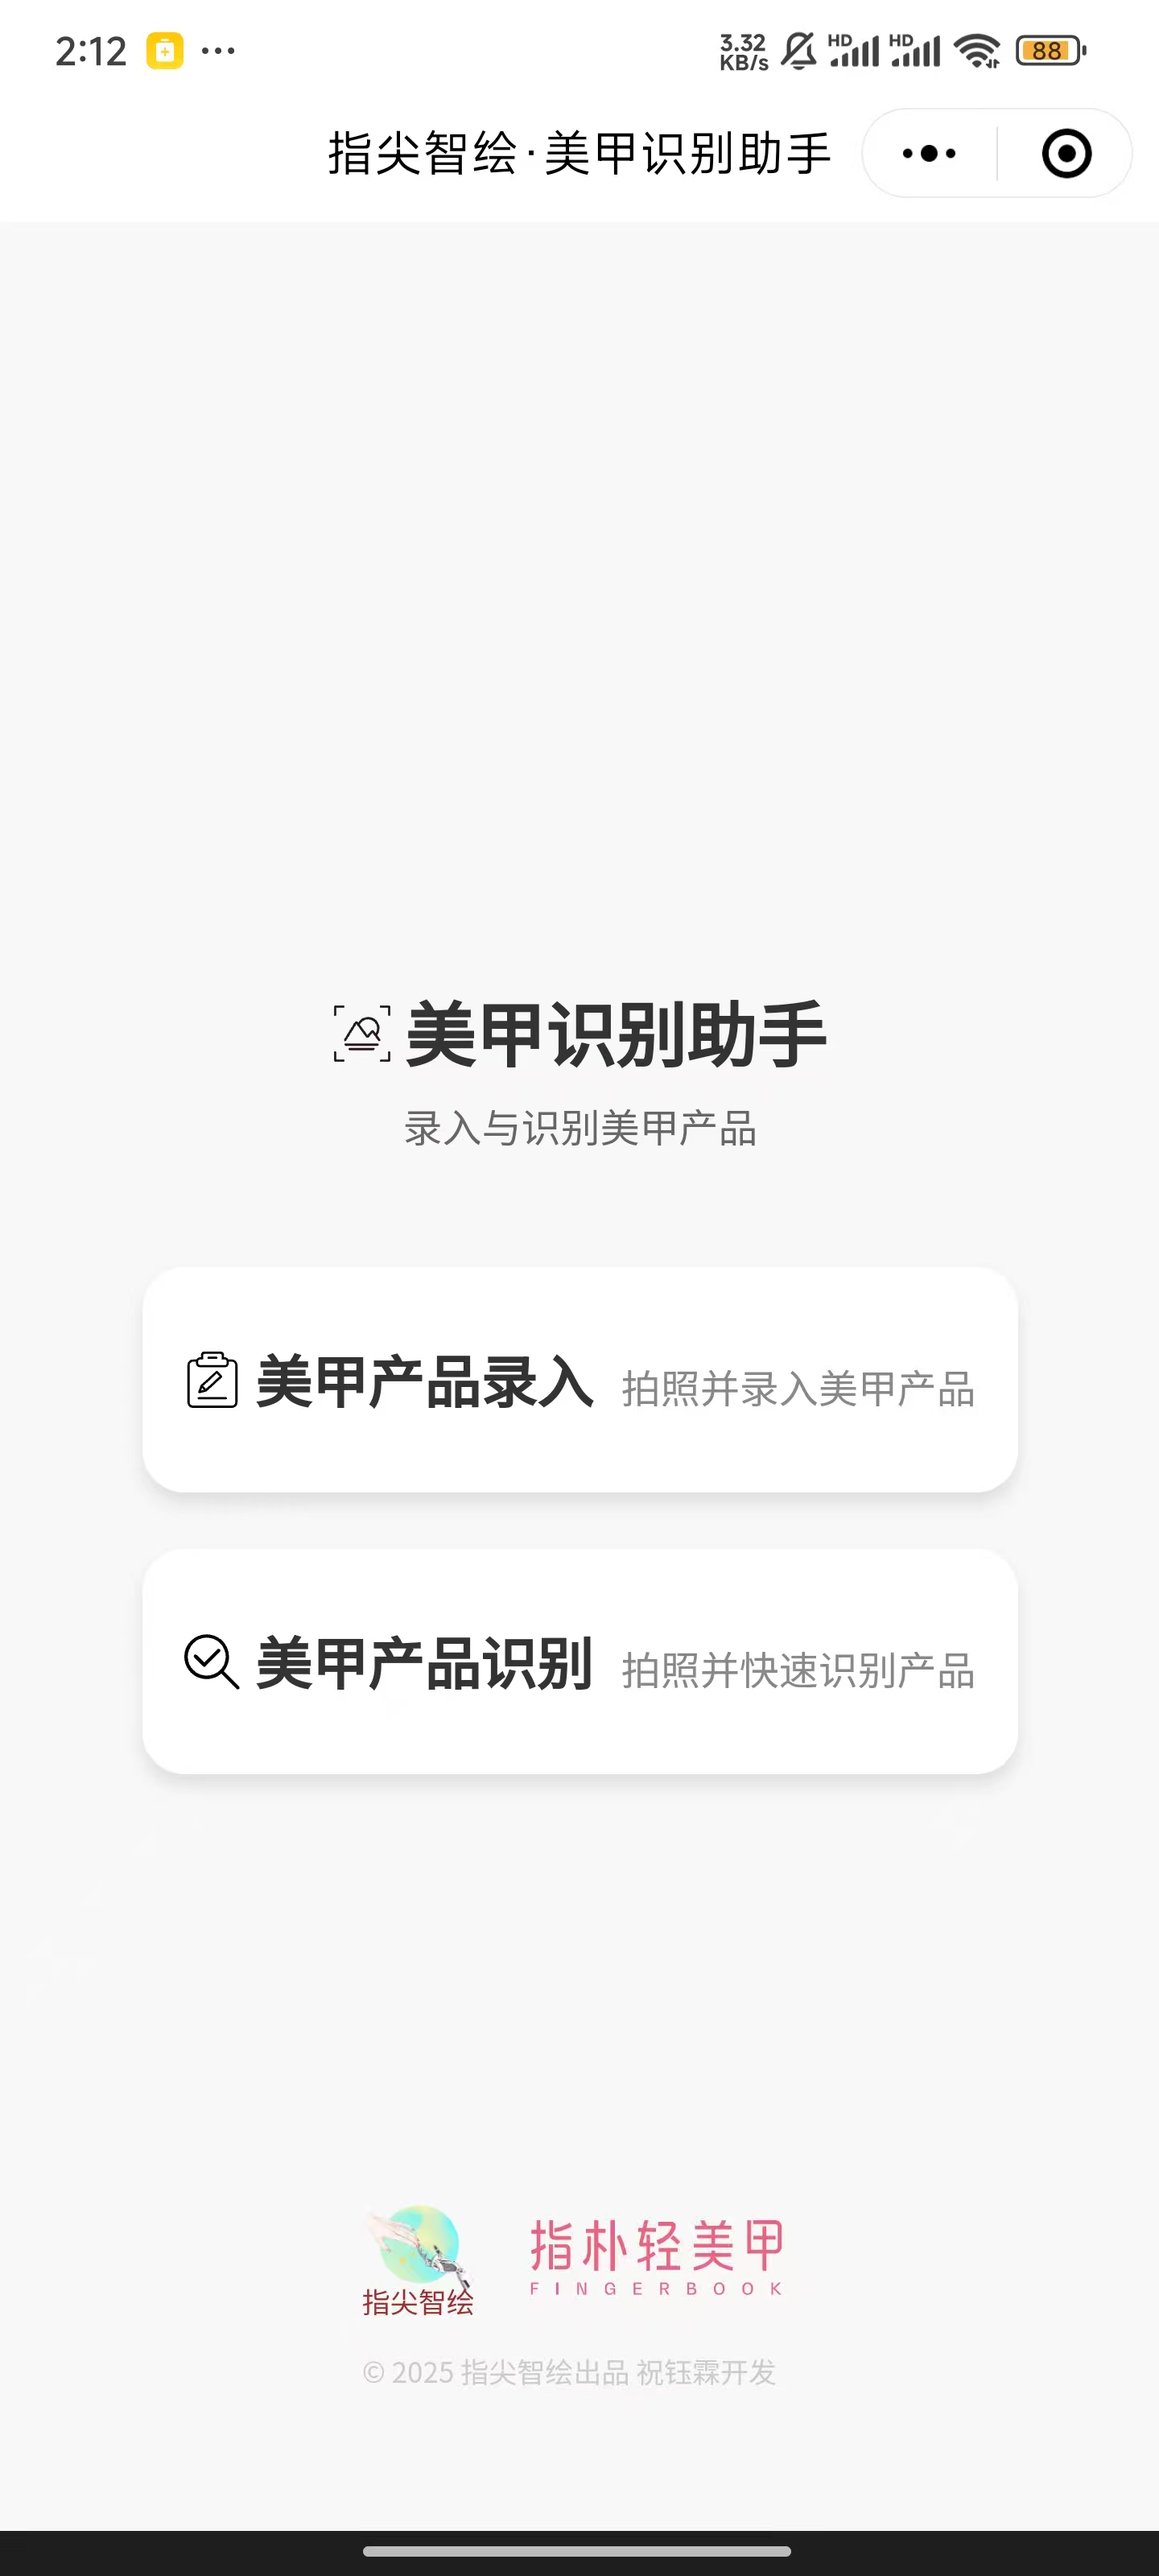 2:12
3.32
KB/s
HD HD
88
指尖智绘·美甲识别助手
美甲识别助手
录入与识别美甲产品
美甲产品录入 拍照并录入美甲产品
美甲产品识别 拍照并快速识别产品
指尖智绘
指朴轻美甲
FINGERBOOK
© 2025 指尖智绘出品 祝钰霖开发